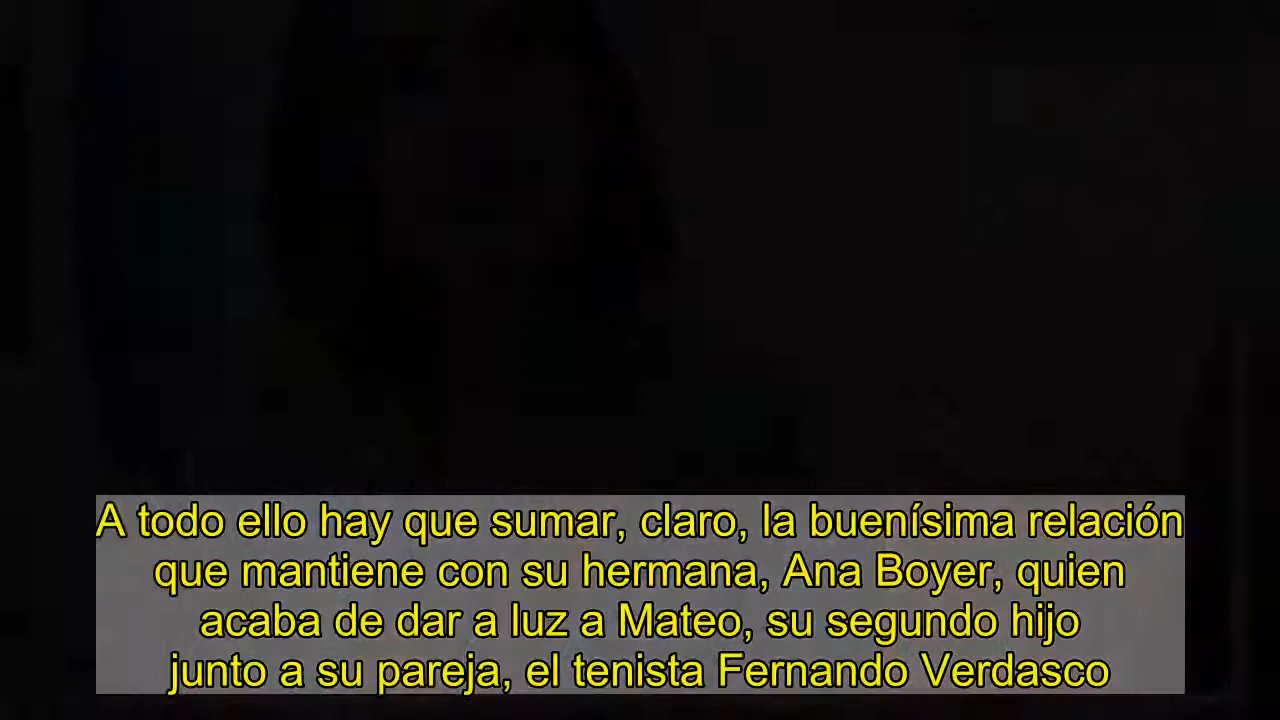 A todo ello hay que sumar, claro, la buenísima relación
que mantiene con su hermana, Ana Boyer, quien
acaba de dar a luz a Mateo, su segundo hijo
junto a su pareja, el tenista Fernando Verdasco